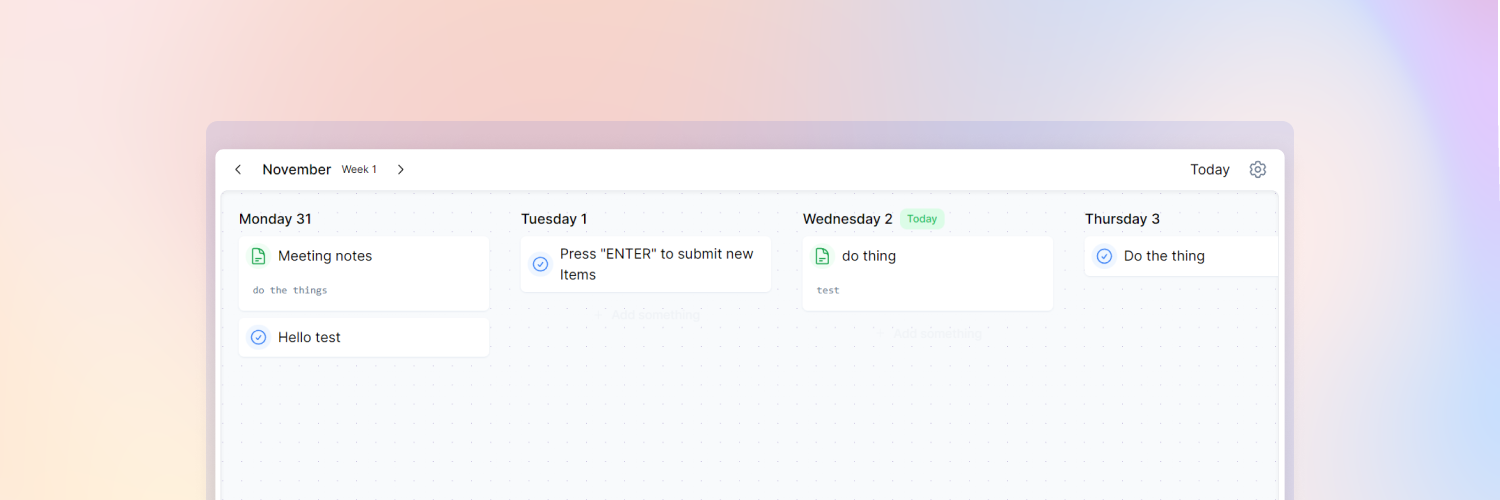 November Week 1
Today
Monday 31
Meeting notes
do the things
Hello test
Tuesday 1
Press "ENTER" to submit new
Items
+ Add something
Wednesday 2 Today
do thing
test
+ Add something
Thursday 3
Do the thing